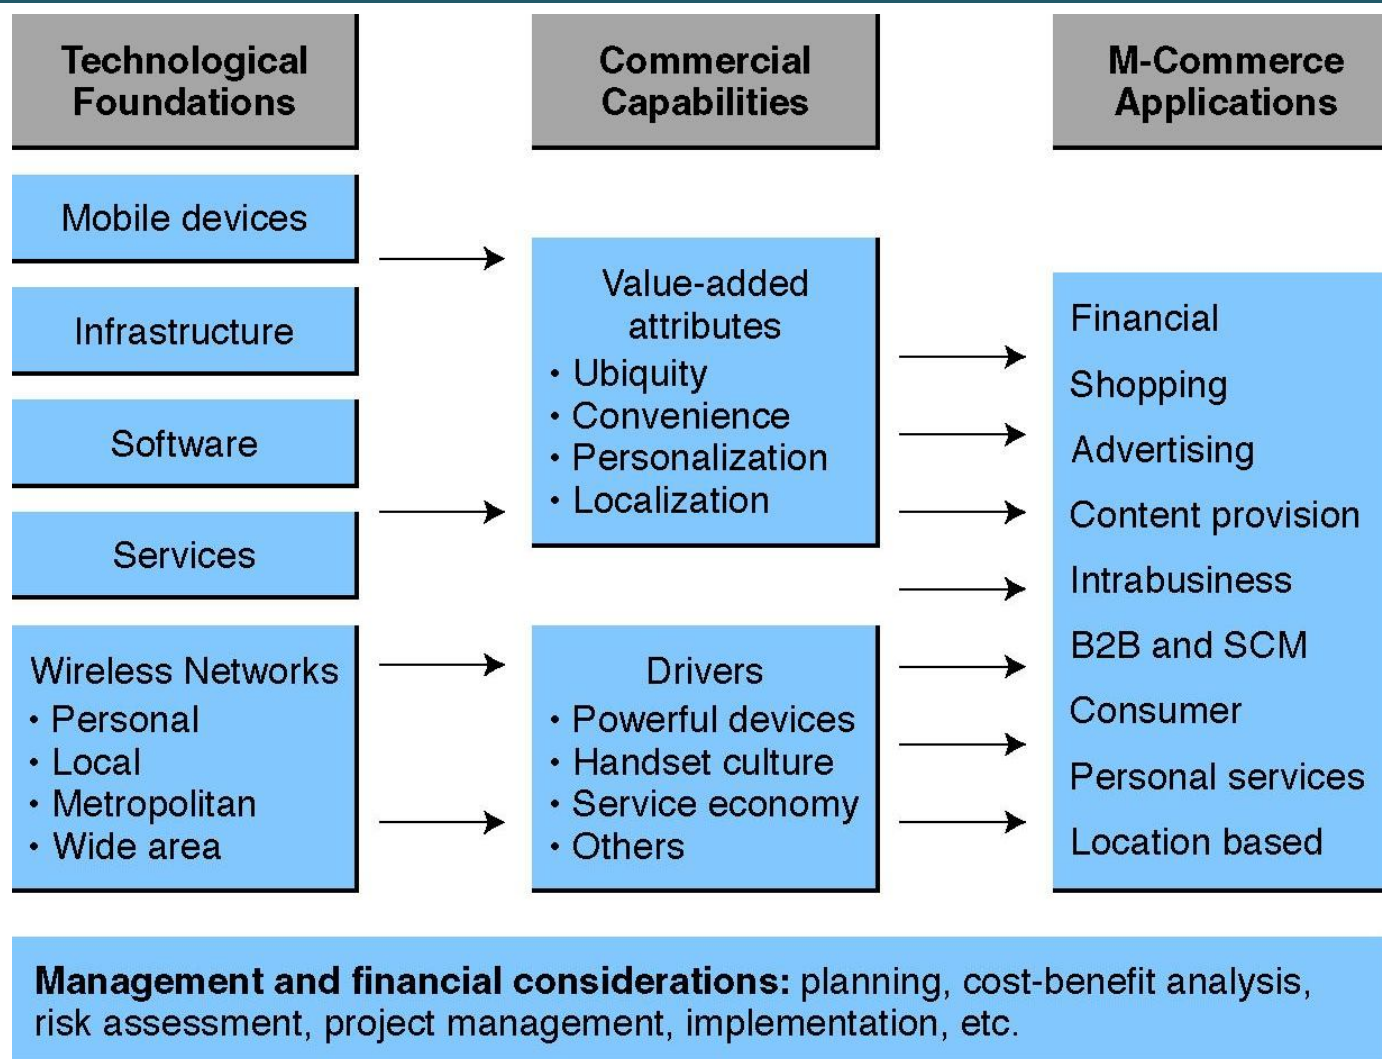 Technological
Foundations
Mobile devices
Infrastructure
Software
Services
Wireless Networks
• Personal
• Local
• Metropolitan
• Wide area
Commercial
Capabilities
Value-added
attributes
• Ubiquity
• Convenience
• Personalization
• Localization
Drivers
• Powerful devices
• Handset culture
• Service economy
• Others
M-Commerce
Applications
Financial
Shopping
Advertising
Content provision
Intrabusiness
B2B and SCM
Consumer
Personal services
Location based
Management and financial considerations: planning, cost-benefit analysis,
risk assessment, project management, implementation, etc.